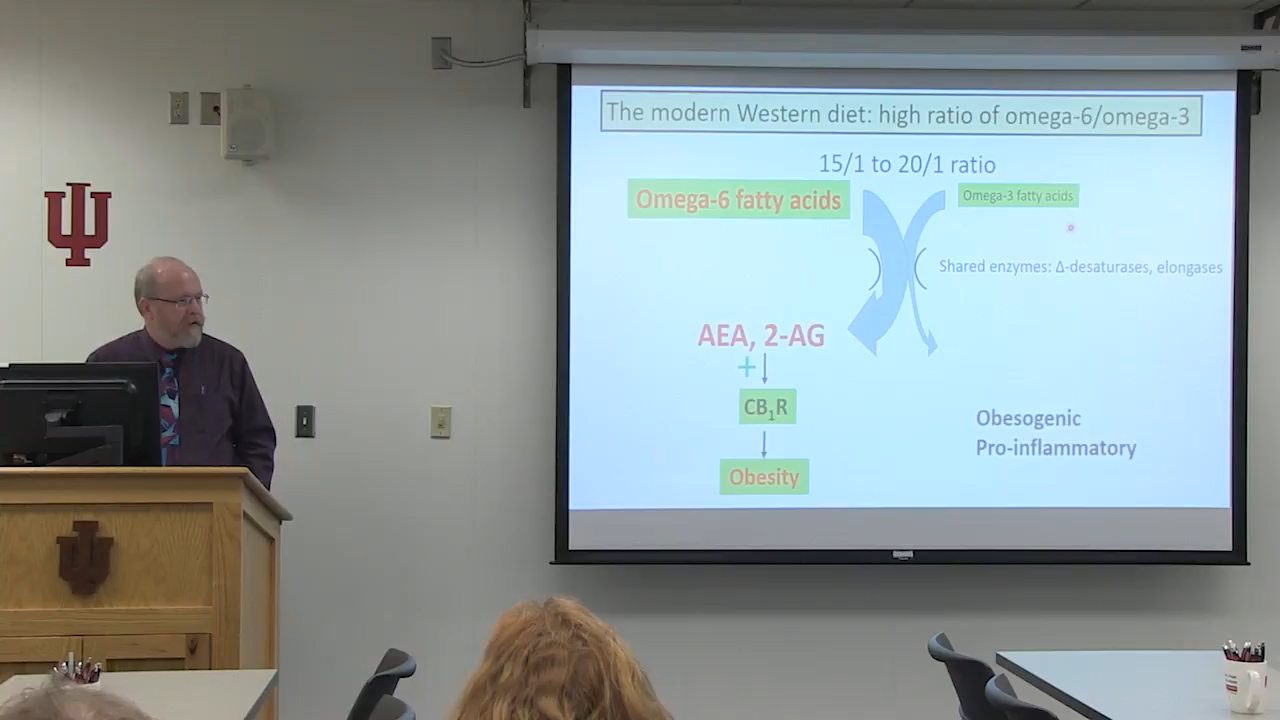 The modern Western diet: high ratio of omega-6/omega-3
15/1 to 20/1 ratio
Omega-6 fatty acids
Omega-3 fatty acids
Shared enzymes: Δ-desaturases, elongases
AEA, 2-AG
+
CB₁R
Obesity
Obesogenic
Pro-inflammatory